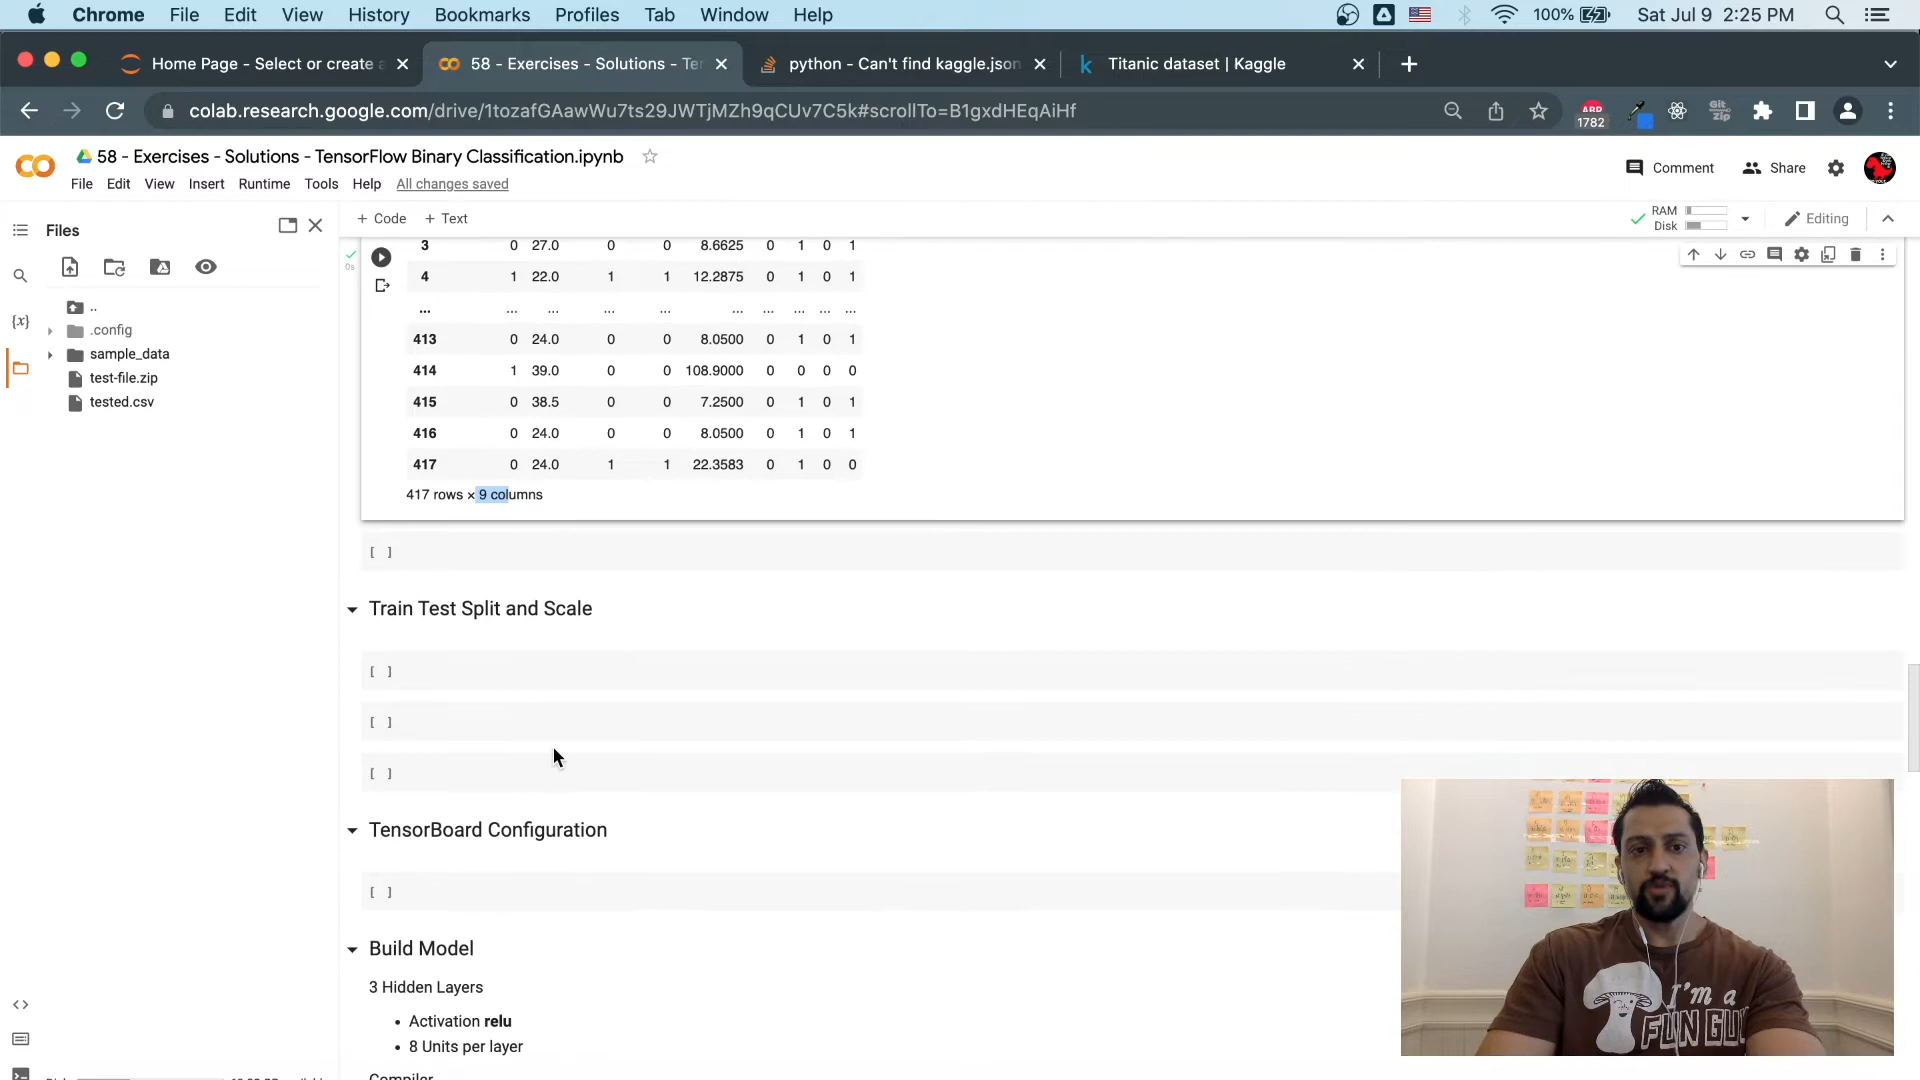 Chrome File Edit View History Bookmarks Profiles Tab Window Help 100% Sat Jul 9 2:25 PM
Home Page - Select or create a 58 - Exercises - Solutions - Te python - Can't find kaggle.json Titanic dataset | Kaggle
colab.research.google.com/drive/1tozafGAawWu7ts29JWTjMZh9qCUv7C5k#scrollTo=B1gxdHEqAiHf ABP 1782 Git Zip
58 - Exercises - Solutions - TensorFlow Binary Classification.ipynb Comment Share
File Edit View Insert Runtime Tools Help All changes saved
Files
+ Code + Text RAM Disk Editing
..
.config
sample_data
test-file.zip
tested.csv
{x}
0s
3 0 27.0 0 0 8.6625 0 1 0 1
4 1 22.0 1 1 12.2875 0 1 0 1
... ... ... ... ... ... ... ... ... ...
413 0 24.0 0 0 8.0500 0 1 0 1
414 1 39.0 0 0 108.9000 0 0 0 0
415 0 38.5 0 0 7.2500 0 1 0 1
416 0 24.0 0 0 8.0500 0 1 0 1
417 0 24.0 1 1 22.3583 0 1 0 0
417 rows × 9 columns
[ ]
Train Test Split and Scale
[ ]
[ ]
[ ]
TensorBoard Configuration
[ ]
Build Model
3 Hidden Layers
• Activation relu
• 8 Units per layer
Compiler
I'm a
FUN GUY